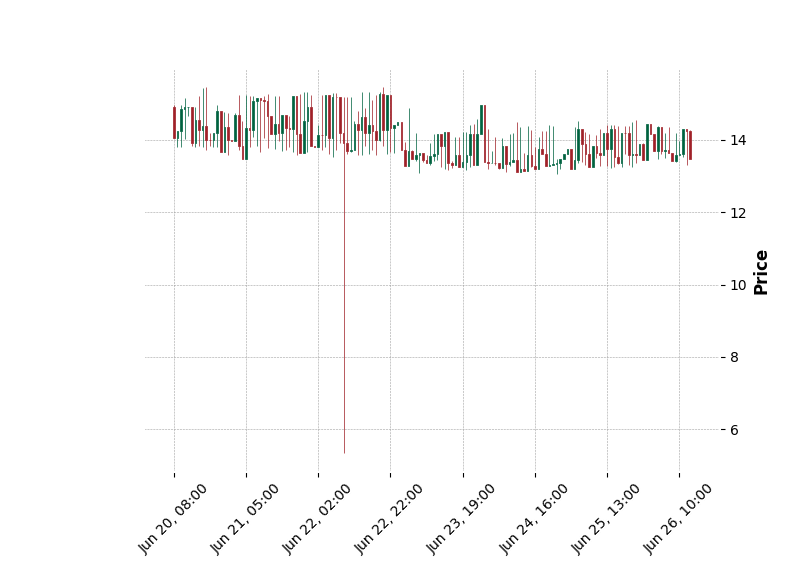 14
12
10
8
6
Price
Jun 20, 08:00
Jun 21, 05:00
Jun 22, 02:00
Jun 22, 22:00
Jun 23, 19:00
Jun 24, 16:00
Jun 25, 13:00
Jun 26, 10:00